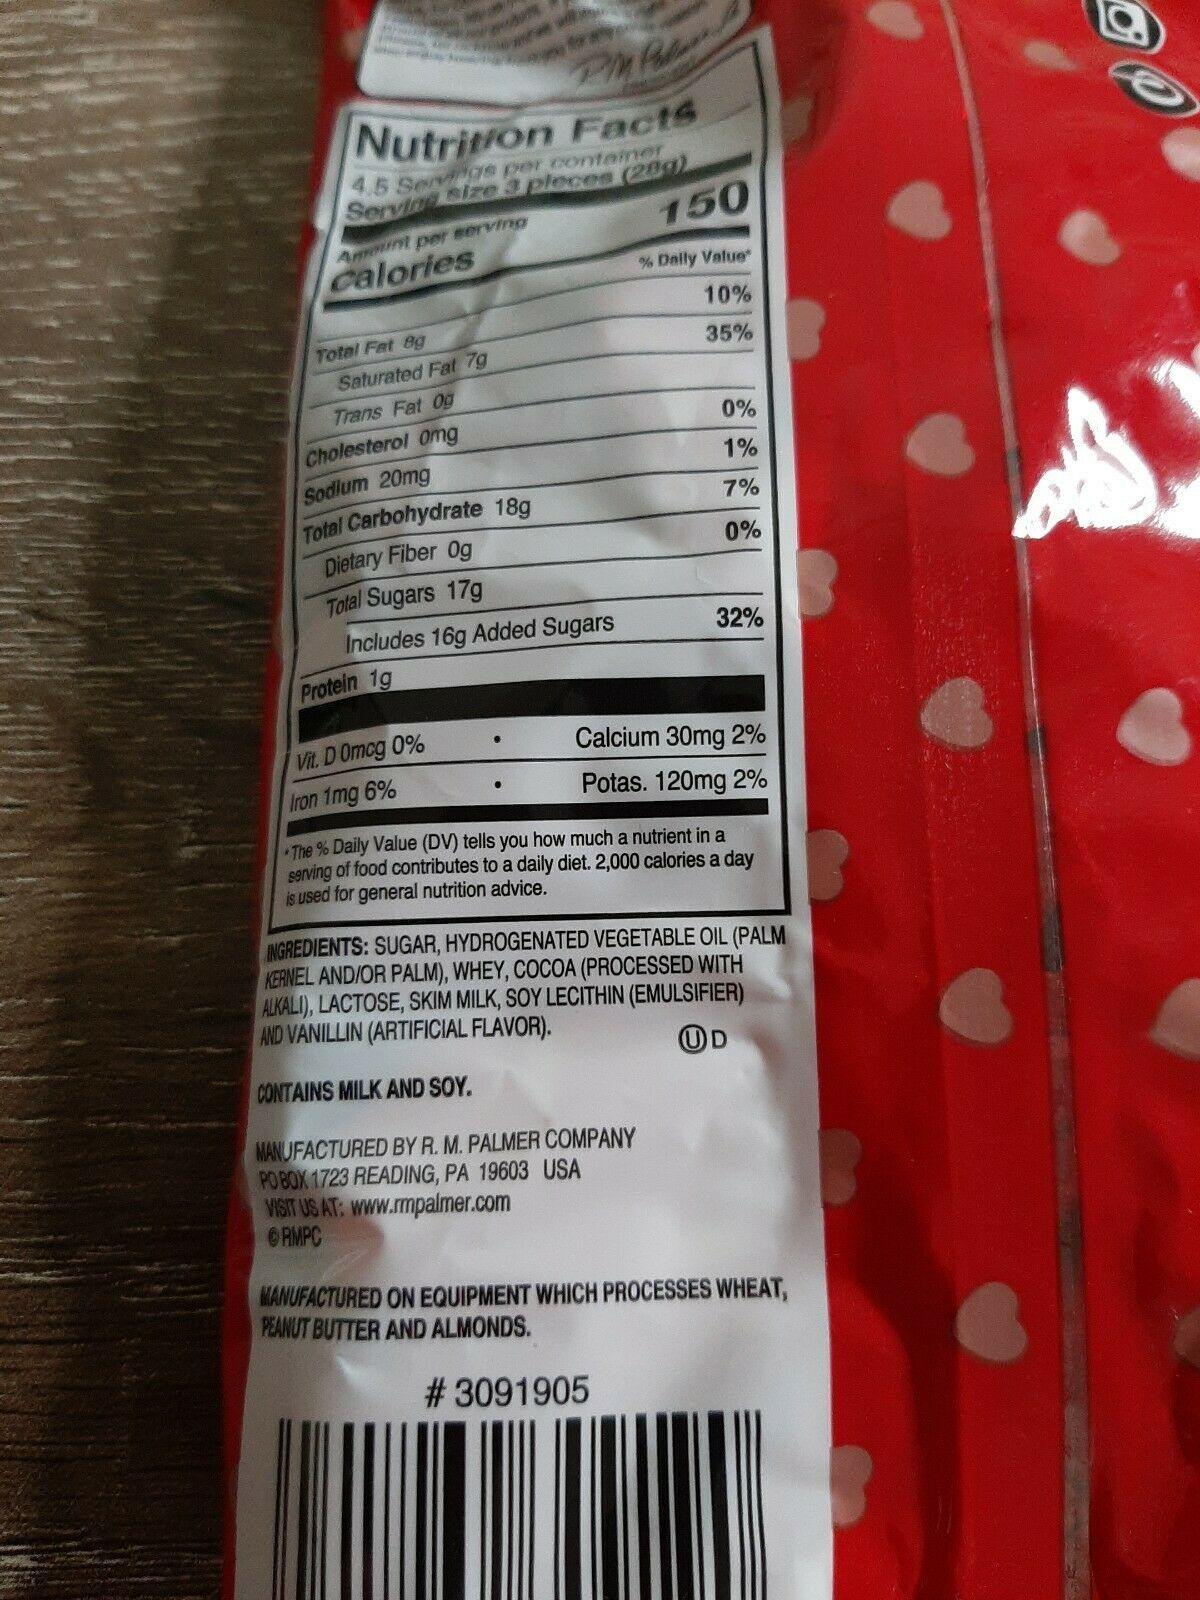 Nutrition Facts
4.5 Servings per container
Serving size 3 pieces (28g)
Amount per serving
calories 150
% Daily Value*
Total Fat 8g 10%
Saturated Fat 7g 35%
Trans Fat 0g
Cholesterol 0mg 0%
Sodium 20mg 1%
Total Carbohydrate 18g 7%
Dietary Fiber 0g 0%
Total Sugars 17g
Includes 16g Added Sugars 32%
Protein 1g
Vit. D 0mcg 0% • Calcium 30mg 2%
Iron 1mg 6% • Potas. 120mg 2%
*The % Daily Value (DV) tells you how much a nutrient in a
serving of food contributes to a daily diet. 2,000 calories a day
is used for general nutrition advice.
INGREDIENTS: SUGAR, HYDROGENATED VEGETABLE OIL (PALM
KERNEL AND/OR PALM), WHEY, COCOA (PROCESSED WITH
ALKALI), LACTOSE, SKIM MILK, SOY LECITHIN (EMULSIFIER)
AND VANILLIN (ARTIFICIAL FLAVOR).
Ⓤ D
CONTAINS MILK AND SOY.
MANUFACTURED BY R. M. PALMER COMPANY
PO BOX 1723 READING, PA 19603 USA
VISIT US AT: www.rmpalmer.com
© RMPC
MANUFACTURED ON EQUIPMENT WHICH PROCESSES WHEAT,
PEANUT BUTTER AND ALMONDS.
# 3091905